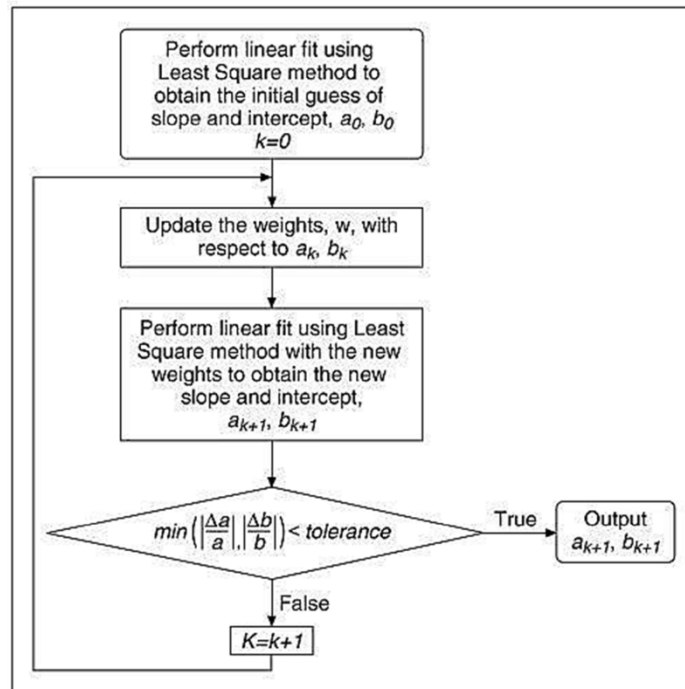 Perform linear fit using
Least Square method to
obtain the initial guess of
slope and intercept, a₀, b₀
k=0
Update the weights, w, with
respect to aₖ, bₖ
Perform linear fit using Least
Square method with the new
weights to obtain the new
slope and intercept,
aₖ₊₁, bₖ₊₁
min(|Δa/a|,|Δb/b|)< tolerance
True
Output
aₖ₊₁, bₖ₊₁
False
K=k+1